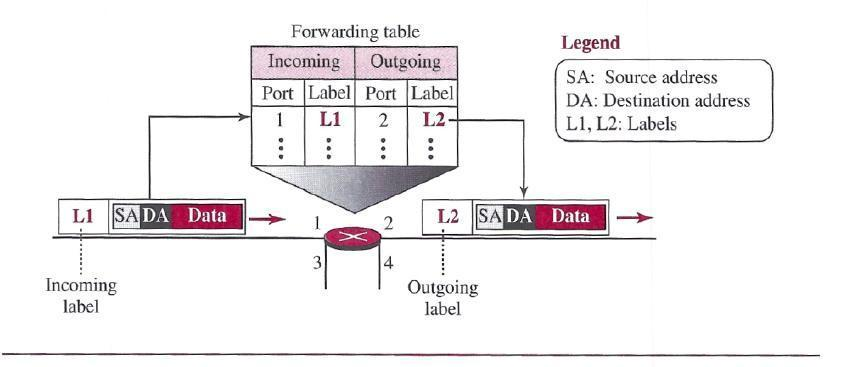 Forwarding table
Incoming Outgoing
Port Label Port Label
1 L1 2 L2
Legend
SA: Source address
DA: Destination address
L1, L2: Labels
L1 SA DA Data
1 2
L2 SA DA Data
3 4
Incoming
label
Outgoing
label